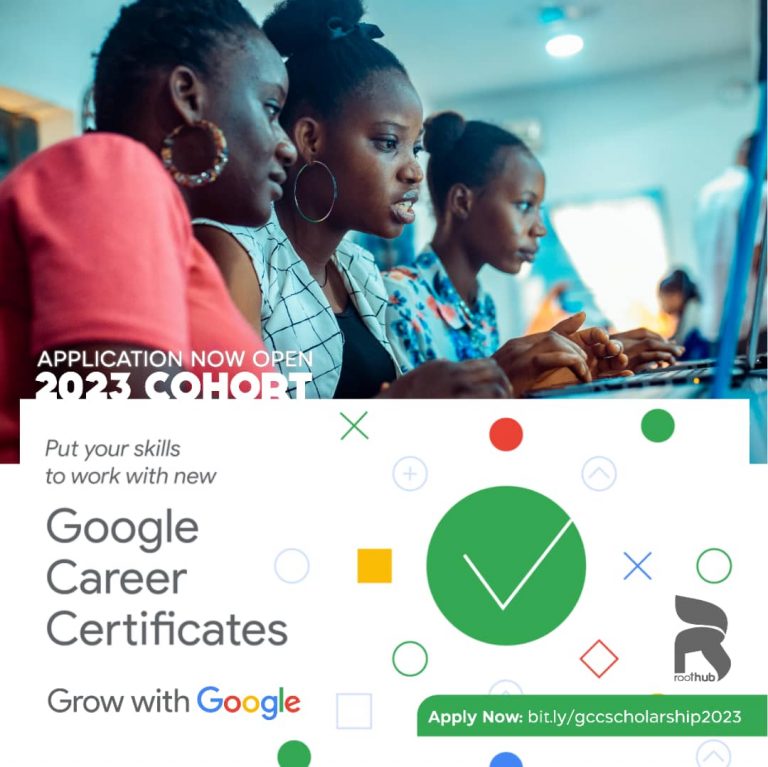 APPLICATION NOW OPEN
2023 COHORT
Put your skills
to work with new
Google
Career
Certificates
Grow with Google
roothub
Apply Now: bit.ly/gccscholarship2023